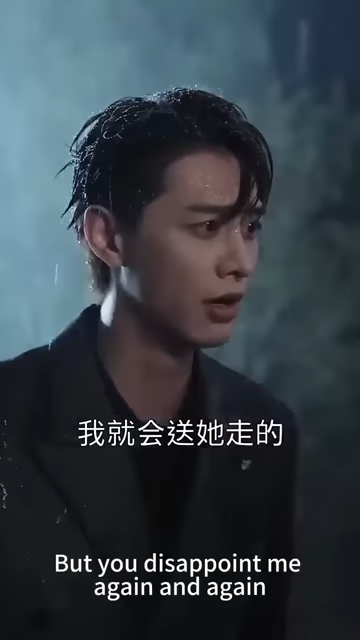 我就会送她走的
But you disappoint me
again and again